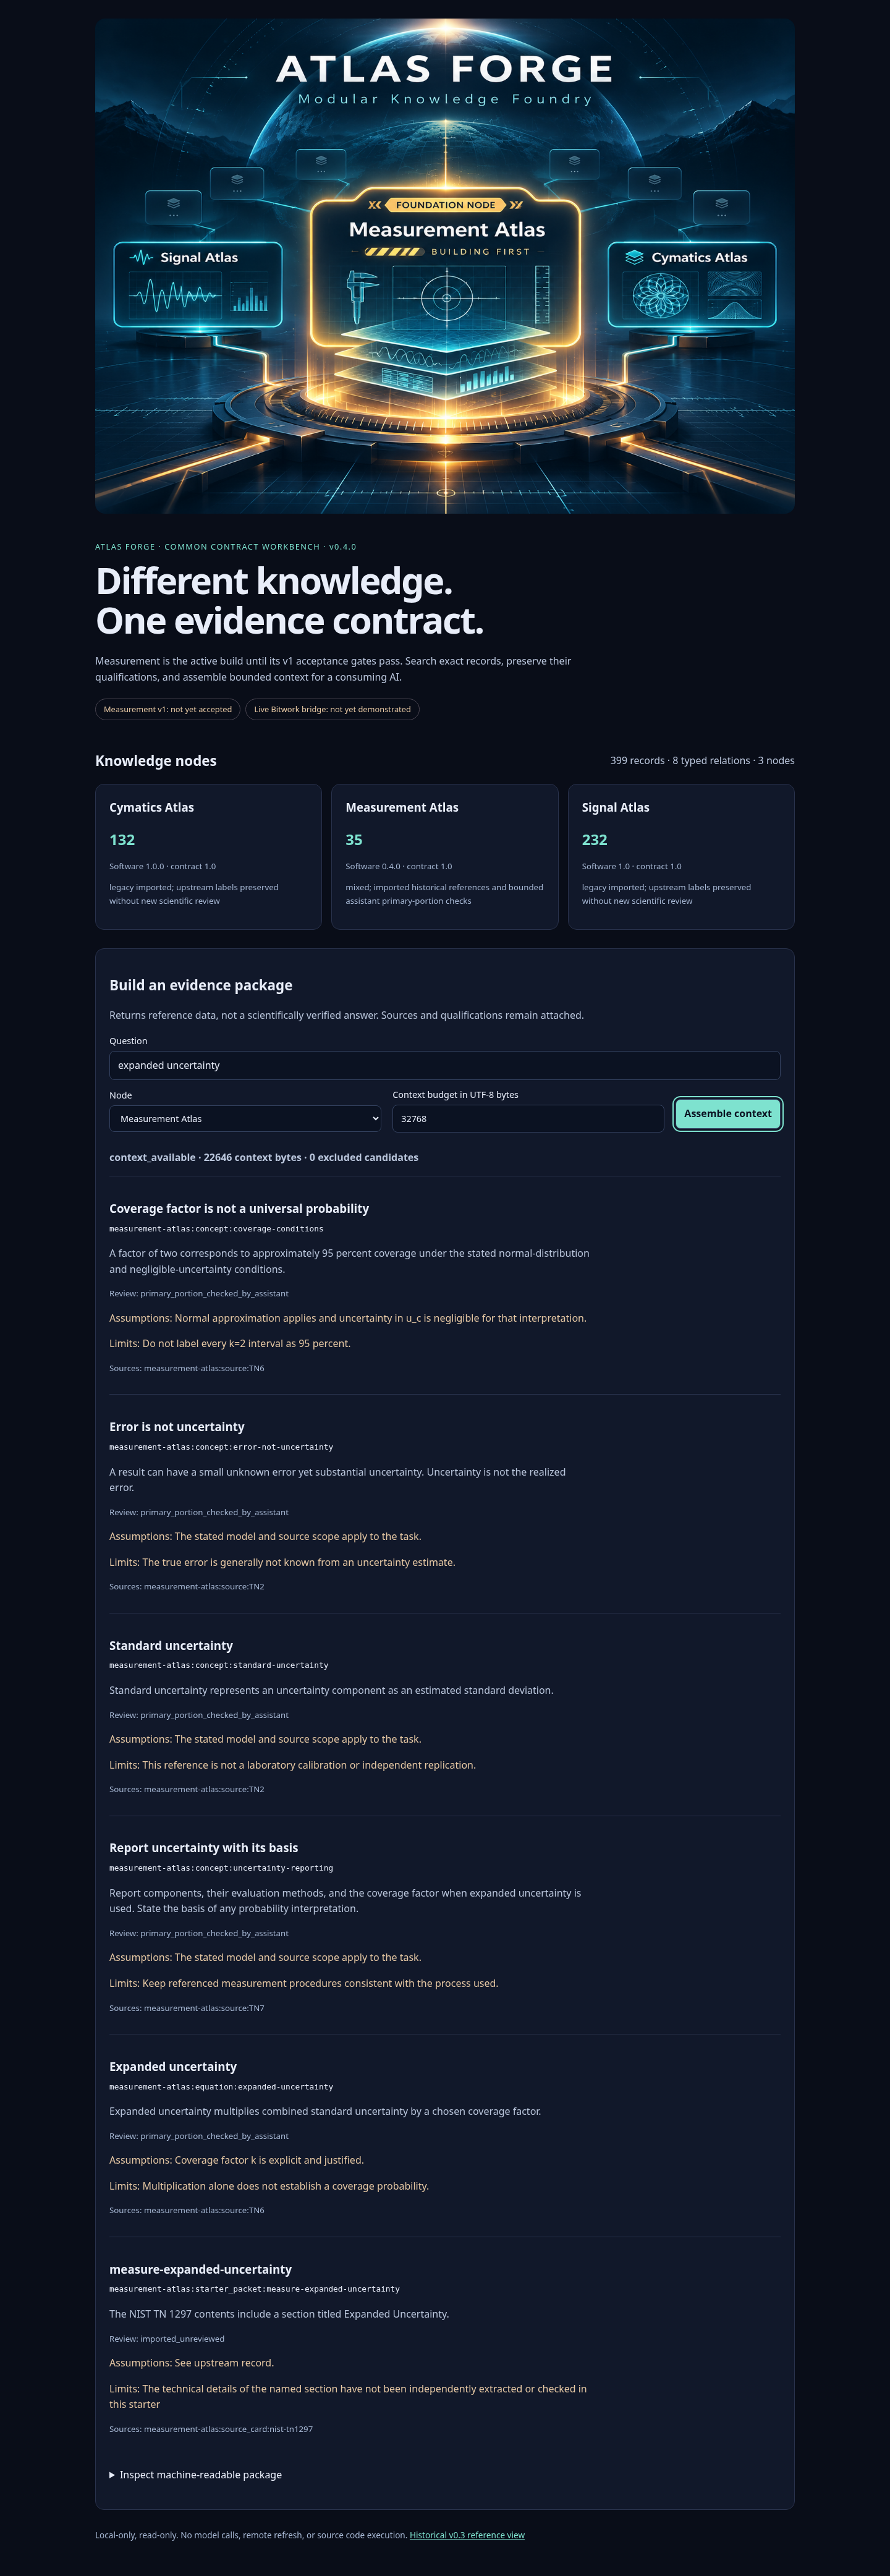 ATLAS FORGE
Modular Knowledge Foundry
FOUNDATION NODE
Measurement Atlas
BUILDING FIRST
Signal Atlas
Cymatics Atlas
ATLAS FORGE · COMMON CONTRACT WORKBENCH · v0.4.0
Different knowledge.
One evidence contract.
Measurement is the active build until its v1 acceptance gates pass. Search exact records, preserve their
qualifications, and assemble bounded context for a consuming AI.
Measurement v1: not yet accepted
Live Bitwork bridge: not yet demonstrated
Knowledge nodes
399 records · 8 typed relations · 3 nodes
Cymatics Atlas
132
Software 1.0.0 · contract 1.0
legacy imported; upstream labels preserved
without new scientific review
Measurement Atlas
35
Software 0.4.0 · contract 1.0
mixed; imported historical references and bounded
assistant primary-portion checks
Signal Atlas
232
Software 1.0 · contract 1.0
legacy imported; upstream labels preserved
without new scientific review
Build an evidence package
Returns reference data, not a scientifically verified answer. Sources and qualifications remain attached.
Question
expanded uncertainty
Node
Measurement Atlas
Context budget in UTF-8 bytes
32768
Assemble context
context_available · 22646 context bytes · 0 excluded candidates
Coverage factor is not a universal probability
measurement-atlas:concept:coverage-conditions
A factor of two corresponds to approximately 95 percent coverage under the stated normal-distribution
and negligible-uncertainty conditions.
Review: primary_portion_checked_by_assistant
Assumptions: Normal approximation applies and uncertainty in u_c is negligible for that interpretation.
Limits: Do not label every k=2 interval as 95 percent.
Sources: measurement-atlas:source:TN6
Error is not uncertainty
measurement-atlas:concept:error-not-uncertainty
A result can have a small unknown error yet substantial uncertainty. Uncertainty is not the realized
error.
Review: primary_portion_checked_by_assistant
Assumptions: The stated model and source scope apply to the task.
Limits: The true error is generally not known from an uncertainty estimate.
Sources: measurement-atlas:source:TN2
Standard uncertainty
measurement-atlas:concept:standard-uncertainty
Standard uncertainty represents an uncertainty component as an estimated standard deviation.
Review: primary_portion_checked_by_assistant
Assumptions: The stated model and source scope apply to the task.
Limits: This reference is not a laboratory calibration or independent replication.
Sources: measurement-atlas:source:TN2
Report uncertainty with its basis
measurement-atlas:concept:uncertainty-reporting
Report components, their evaluation methods, and the coverage factor when expanded uncertainty is
used. State the basis of any probability interpretation.
Review: primary_portion_checked_by_assistant
Assumptions: The stated model and source scope apply to the task.
Limits: Keep referenced measurement procedures consistent with the process used.
Sources: measurement-atlas:source:TN7
Expanded uncertainty
measurement-atlas:equation:expanded-uncertainty
Expanded uncertainty multiplies combined standard uncertainty by a chosen coverage factor.
Review: primary_portion_checked_by_assistant
Assumptions: Coverage factor k is explicit and justified.
Limits: Multiplication alone does not establish a coverage probability.
Sources: measurement-atlas:source:TN6
measure-expanded-uncertainty
measurement-atlas:starter_packet:measure-expanded-uncertainty
The NIST TN 1297 contents include a section titled Expanded Uncertainty.
Review: imported_unreviewed
Assumptions: See upstream record.
Limits: The technical details of the named section have not been independently extracted or checked in
this starter
Sources: measurement-atlas:source_card:nist-tn1297
Inspect machine-readable package
Local-only, read-only. No model calls, remote refresh, or source code execution. Historical v0.3 reference view